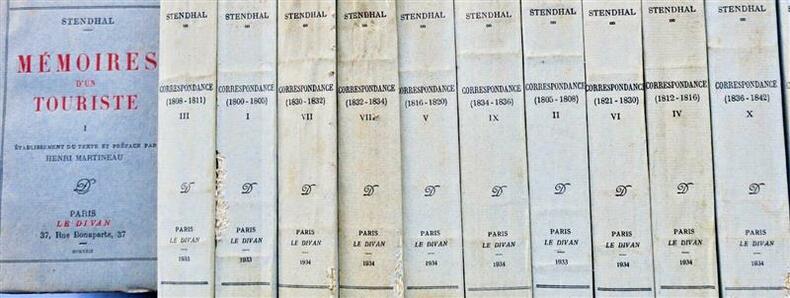 STENDHAL
MÉMOIRES
D'UN
TOURISTE
I
ÉTABLISSEMENT DU TEXTE ET PRÉFACE PAR
HENRI MARTINEAU
PARIS
LE DIVAN
37, Rue Bonaparte, 37
STENDHAL
CORRESPONDANCE
(1808-1811)
III
PARIS
LE DIVAN
1933
STENDHAL
CORRESPONDANCE
(1800-1805)
I
PARIS
LE DIVAN
1933
STENDHAL
CORRESPONDANCE
(1830-1832)
VII
PARIS
LE DIVAN
1934
STENDHAL
CORRESPONDANCE
(1832-1834)
PARIS
LE DIVAN
1934
STENDHAL
CORRESPONDANCE
(1816-1820)
V
PARIS
LE DIVAN
1934
STENDHAL
CORRESPONDANCE
(1834-1836)
IX
PARIS
LE DIVAN
1934
STENDHAL
CORRESPONDANCE
(1805-1808)
II
PARIS
LE DIVAN
1933
STENDHAL
CORRESPONDANCE
(1821-1830)
VI
PARIS
LE DIVAN
1934
STENDHAL
CORRESPONDANCE
(1812-1816)
IV
PARIS
LE DIVAN
1934
STENDHAL
CORRESPONDANCE
(1836-1842)
X
PARIS
LE DIVAN
1934